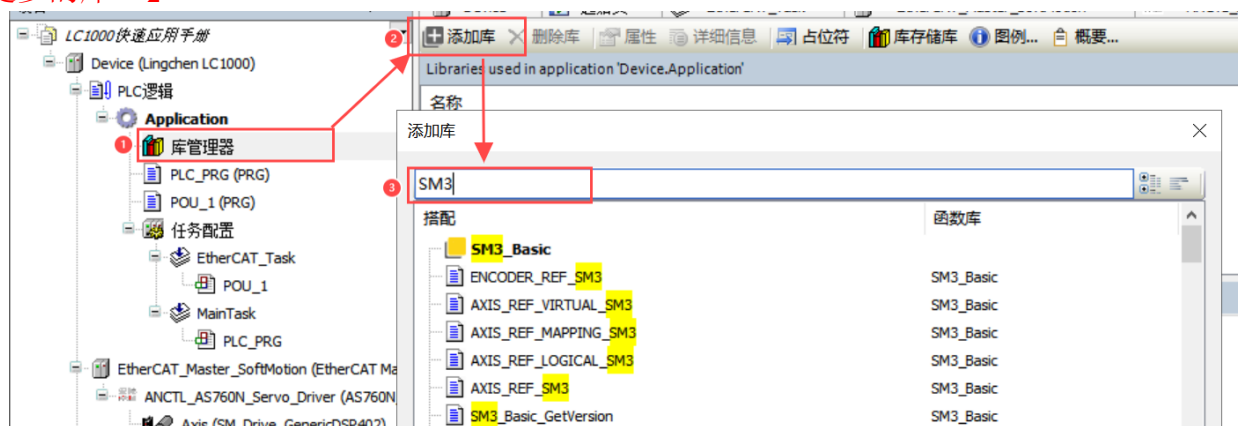 LC1000快速应用手册
Device (Lingchen LC1000)
PLC逻辑
Application
1 库管理器
PLC_PRG (PRG)
POU_1 (PRG)
任务配置
EtherCAT_Task
POU_1
MainTask
PLC_PRG
EtherCAT_Master_SoftMotion (EtherCAT Ma
ANCTL_AS760N_Servo_Driver (AS760N
Axis (SM_Drive_GenericDSP402)
2 添加库 删除库 属性 详细信息 占位符 库存储库 图例... 概要...
Libraries used in application 'Device.Application'
名称
添加库
3 SM3
搭配 函数库
SM3_Basic
ENCODER_REF_SM3 SM3_Basic
AXIS_REF_VIRTUAL_SM3 SM3_Basic
AXIS_REF_MAPPING_SM3 SM3_Basic
AXIS_REF_LOGICAL_SM3 SM3_Basic
AXIS_REF_SM3 SM3_Basic
SM3_Basic_GetVersion SM3_Basic